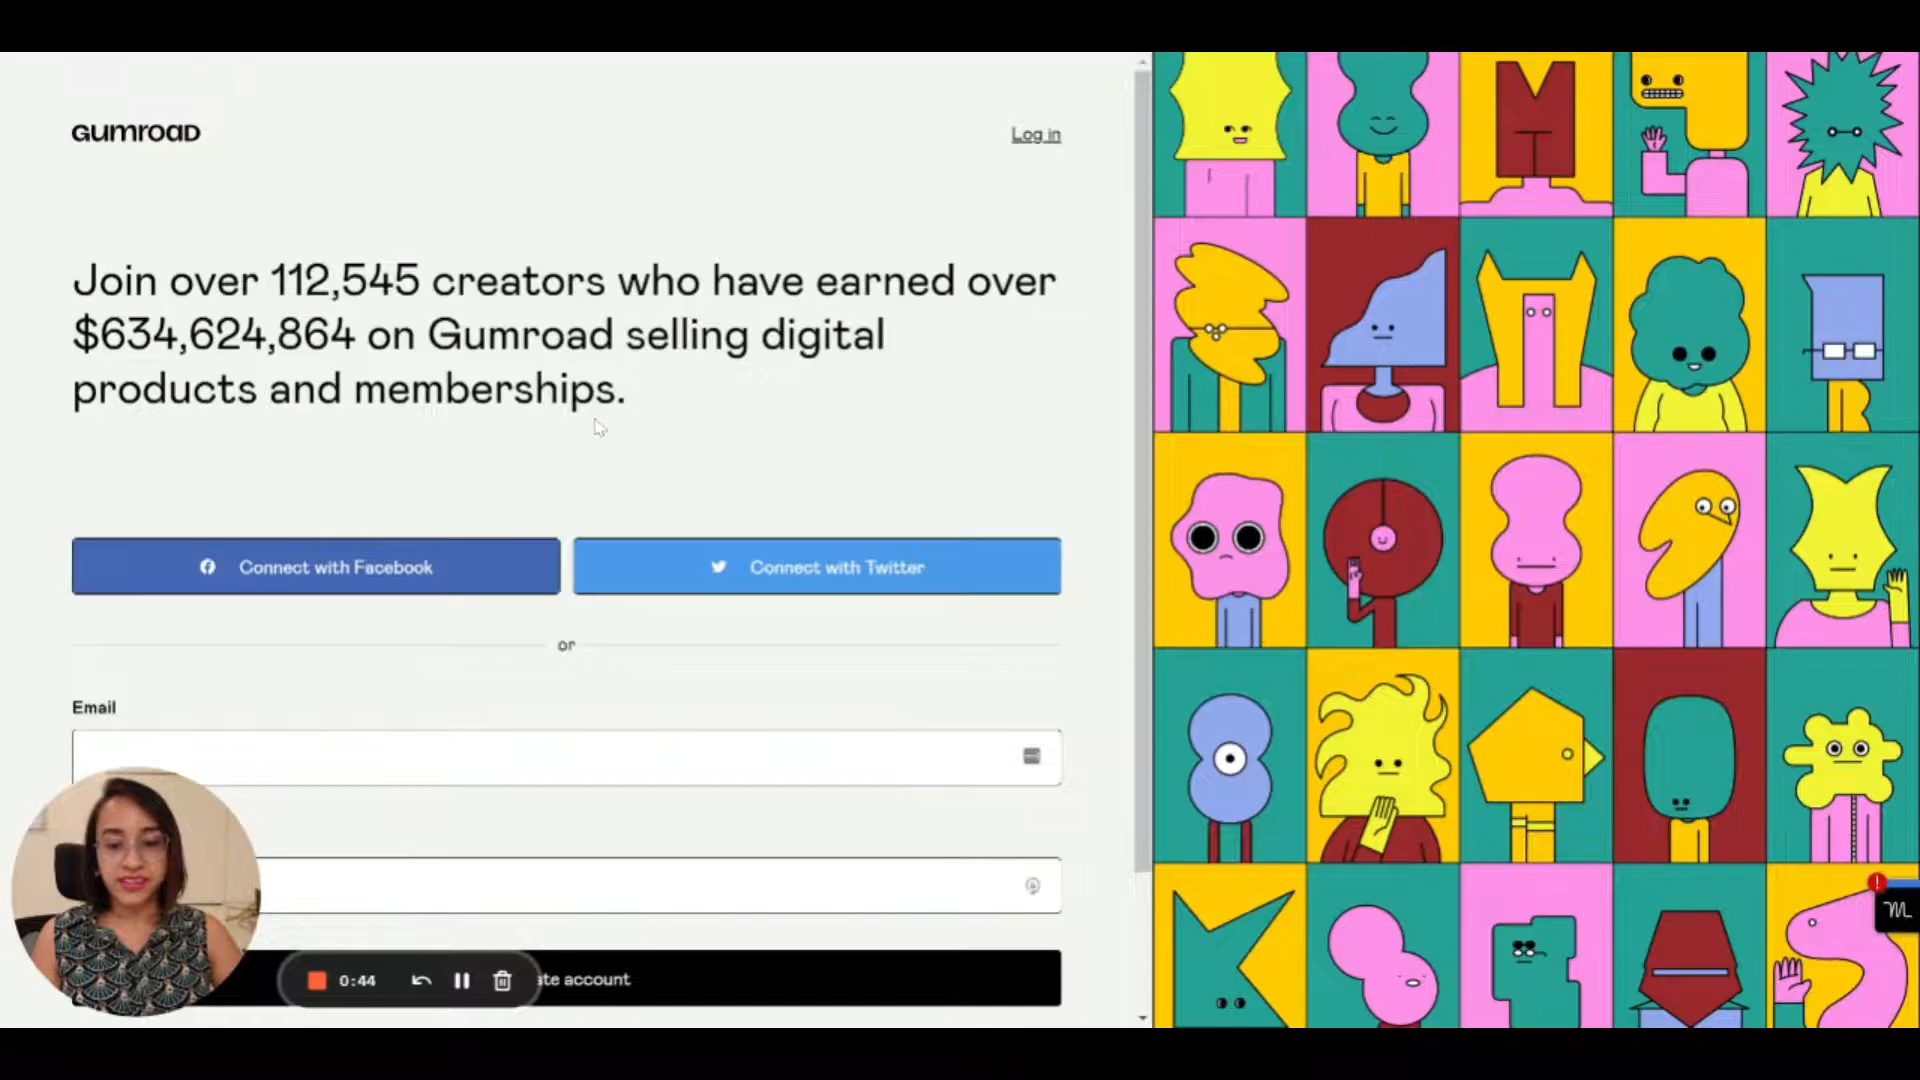 GUMROAD
Log in
Join over 112,545 creators who have earned over
$634,624,864 on Gumroad selling digital
products and memberships.
Connect with Facebook
Connect with Twitter
or
Email
0:44
ate account